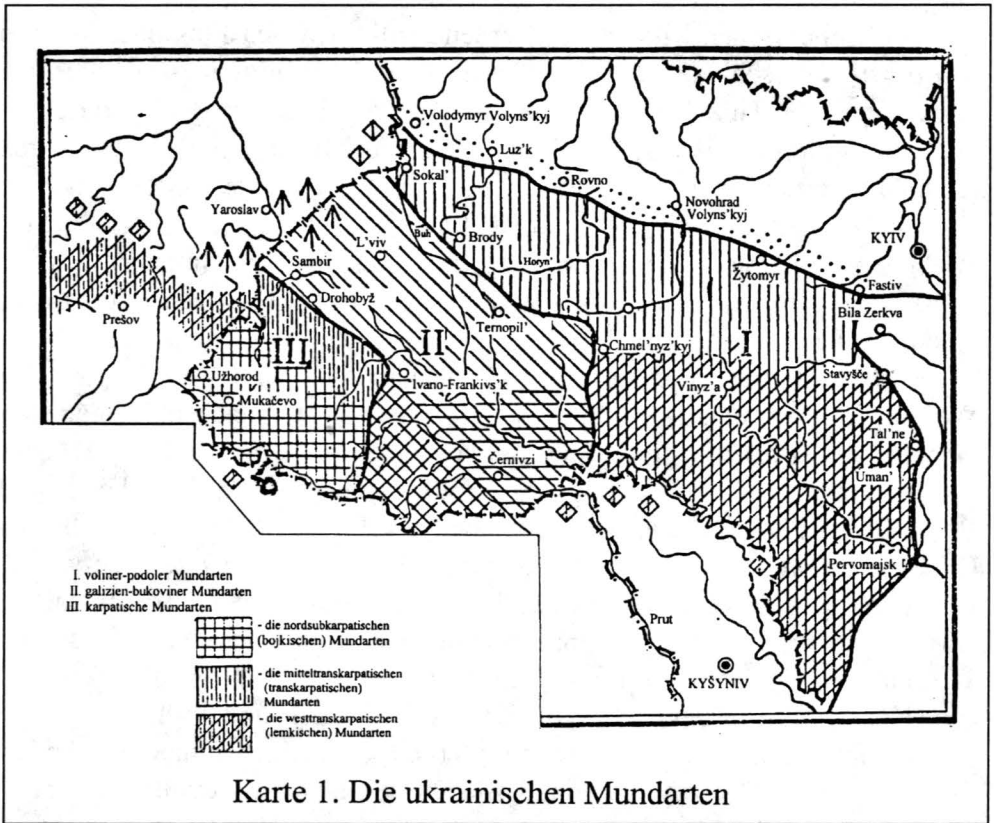 Volodymyr Volyns'kyj
Luz'k
Sokal'
Rovno
Novohrad
Volyns'kyj
Yaroslav
KYIV
L'viv
Buh
Brody
Horyn'
Žytomyr
Sambir
Fastiv
Drohobyž
Prešov
Ternopil'
Bila Zerkva
II
I
III
Chmel'nyz'kyj
Užhorod
Ivano-Frankivs'k
Vinyz'a
Stavyšče
Mukačevo
Tal'ne
Černivzi
Uman'
Pervomajsk
Prut
KYŠYNIV
I. voliner-podoler Mundarten
II. galizien-bukoviner Mundarten
III. karpatische Mundarten
- die nordsubkarpatischen
(bojkischen) Mundarten
- die mitteltranskarpatischen
(transkarpatischen)
Mundarten
- die westtranskarpatischen
(lemkischen) Mundarten
Karte 1. Die ukrainischen Mundarten